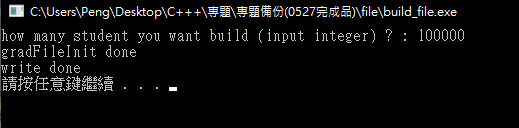 C:\Users\Peng\Desktop\C+++\專題\專題備份(0527完成品)\file\build_file.exe
how many student you want build (input integer) ? : 100000
gradFileInit done
write done
請按任意鍵繼續 . . .